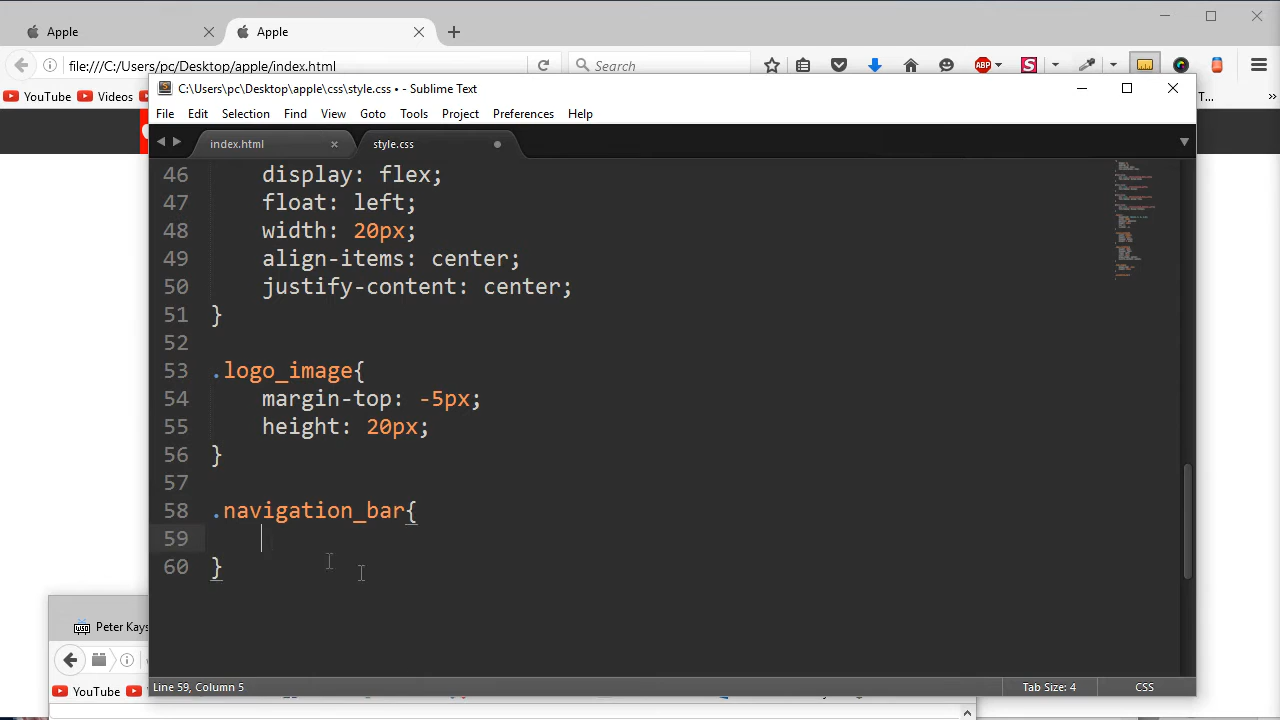 Apple
Apple
file:///C:/Users/pc/Desktop/apple/index.html
Search
ABP
S
YouTube
Videos
T...
C:\Users\pc\Desktop\apple\css\style.css • - Sublime Text
File Edit Selection Find View Goto Tools Project Preferences Help
index.html
style.css
46 display: flex;
47 float: left;
48 width: 20px;
49 align-items: center;
50 justify-content: center;
51 }
52
53 .logo_image{
54 margin-top: -5px;
55 height: 20px;
56 }
57
58 .navigation_bar{
59
60 }
Peter Kays
YouTube
Line 59, Column 5
Tab Size: 4
CSS